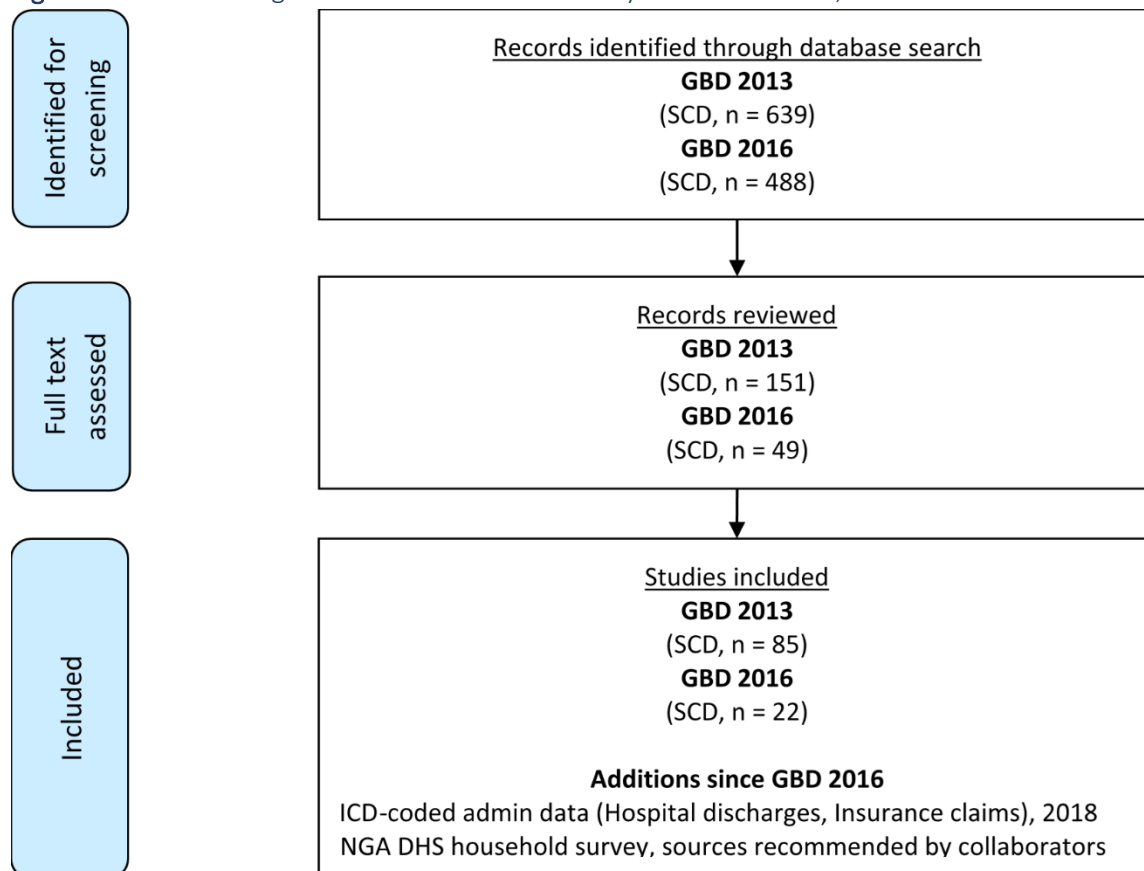 Identified for
screening
Records identified through database search
GBD 2013
(SCD, n = 639)
GBD 2016
(SCD, n = 488)
Full text
assessed
Records reviewed
GBD 2013
(SCD, n = 151)
GBD 2016
(SCD, n = 49)
Included
Studies included
GBD 2013
(SCD, n = 85)
GBD 2016
(SCD, n = 22)
Additions since GBD 2016
ICD-coded admin data (Hospital discharges, Insurance claims), 2018
NGA DHS household survey, sources recommended by collaborators